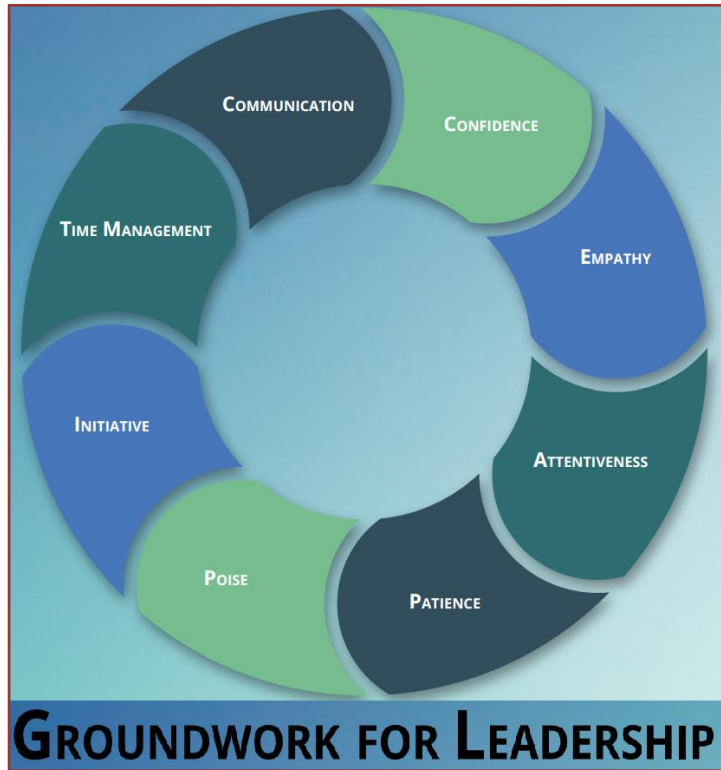 Communication
Confidence
Empathy
Attentiveness
Patience
Poise
Initiative
Time Management
Groundwork for Leadership